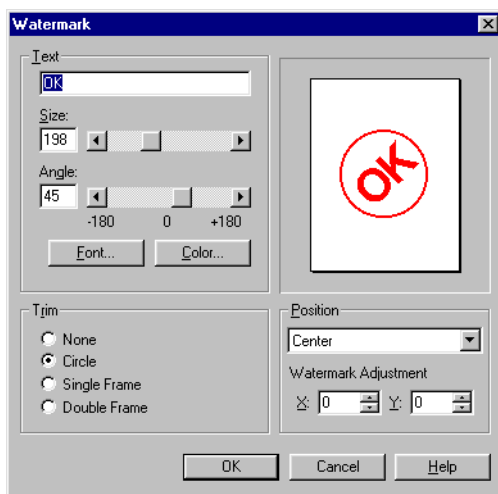 Watermark
Text
OK
Size:
198
Angle:
45
-180 0 +180
Font... Color...
OK
Trim
None
Circle
Single Frame
Double Frame
Position
Center
Watermark Adjustment
X: 0 Y: 0
OK Cancel Help